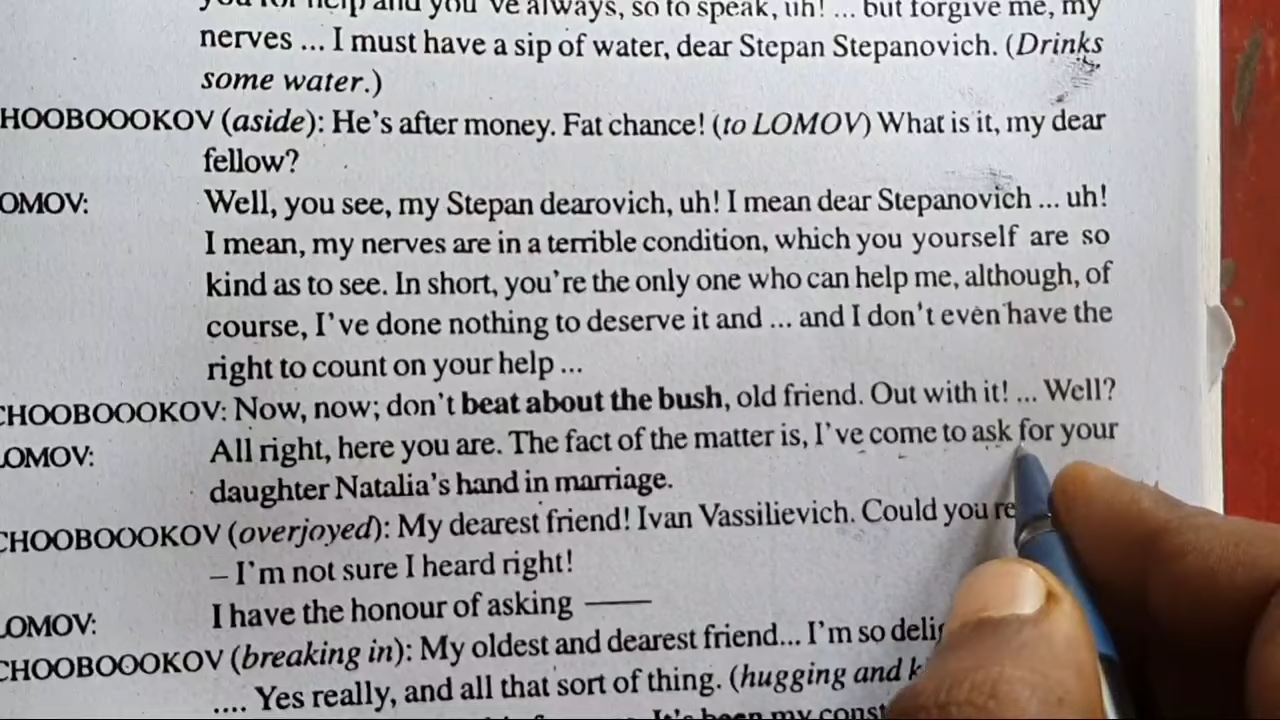 you for help and you've always, so to speak, uh! ... but forgive me, my
nerves ... I must have a sip of water, dear Stepan Stepanovich. (Drinks
some water.)
HOOBOOOKOV (aside): He's after money. Fat chance! (to LOMOV) What is it, my dear
fellow?
OMOV: Well, you see, my Stepan dearovich, uh! I mean dear Stepanovich ... uh!
I mean, my nerves are in a terrible condition, which you yourself are so
kind as to see. In short, you're the only one who can help me, although, of
course, I've done nothing to deserve it and ... and I don't even have the
right to count on your help ...
CHOOBOOOKOV: Now, now; don't beat about the bush, old friend. Out with it! ... Well?
LOMOV: All right, here you are. The fact of the matter is, I've come to ask for your
daughter Natalia's hand in marriage.
CHOOBOOOKOV (overjoyed): My dearest friend! Ivan Vassilievich. Could you re
– I'm not sure I heard right!
LOMOV: I have the honour of asking ——
CHOOBOOOKOV (breaking in): My oldest and dearest friend... I'm so delig
.... Yes really, and all that sort of thing. (hugging and k
It's been my const